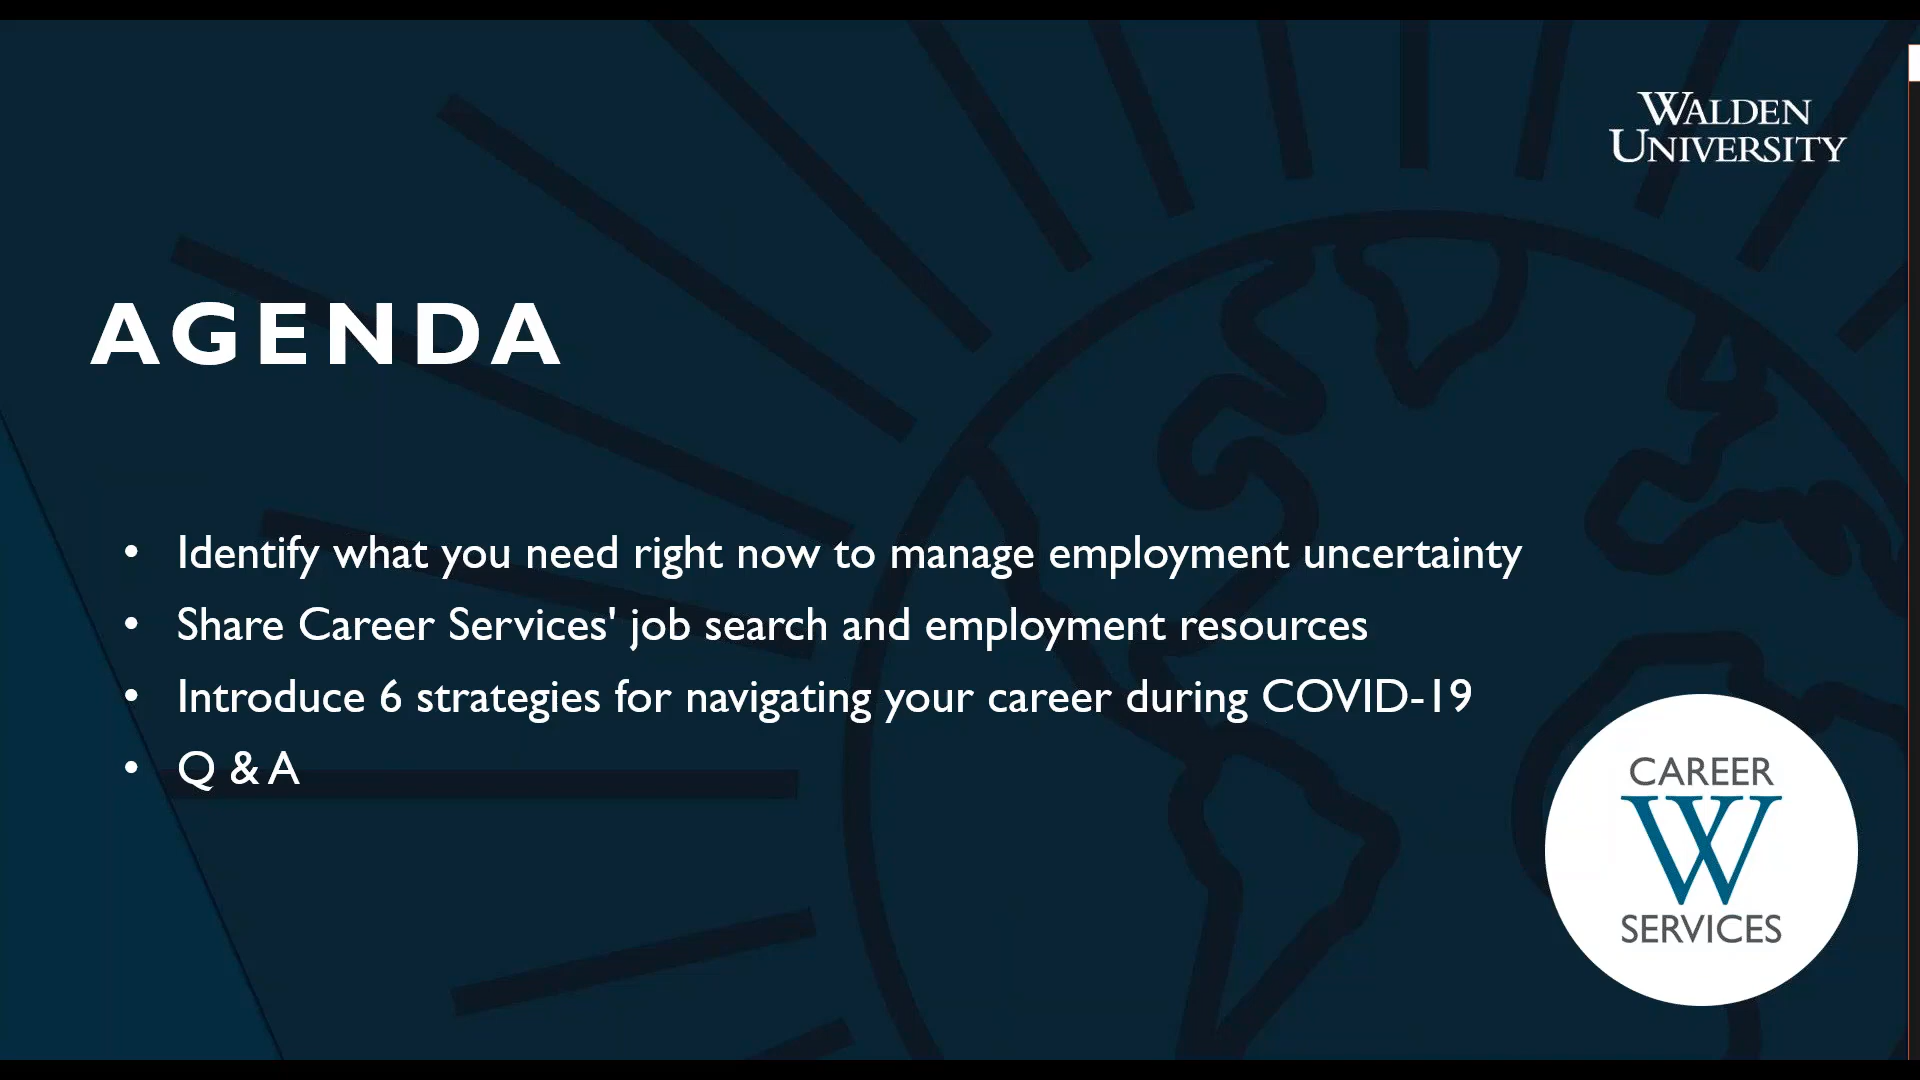 WALDEN
UNIVERSITY
AGENDA
• Identify what you need right now to manage employment uncertainty
• Share Career Services' job search and employment resources
• Introduce 6 strategies for navigating your career during COVID-19
• Q & A
CAREER
W
SERVICES